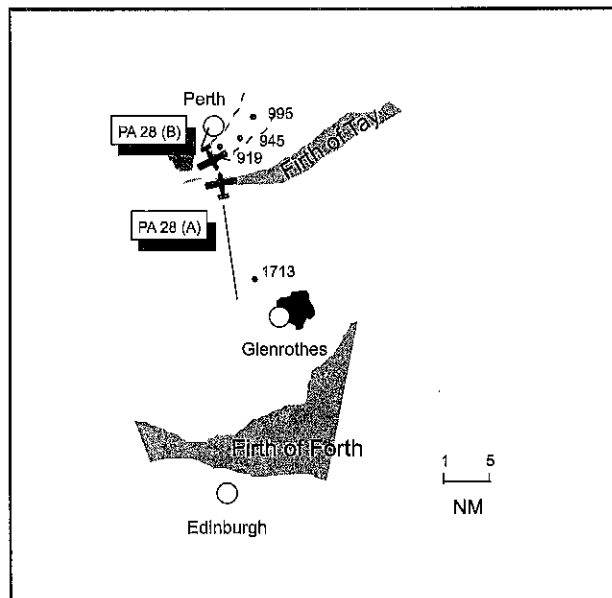 Perth
995
PA 28 (B)
945
919
Firth of Tay
PA 28 (A)
1713
Glenrothes
Firth of Forth
1 5
NM
Edinburgh